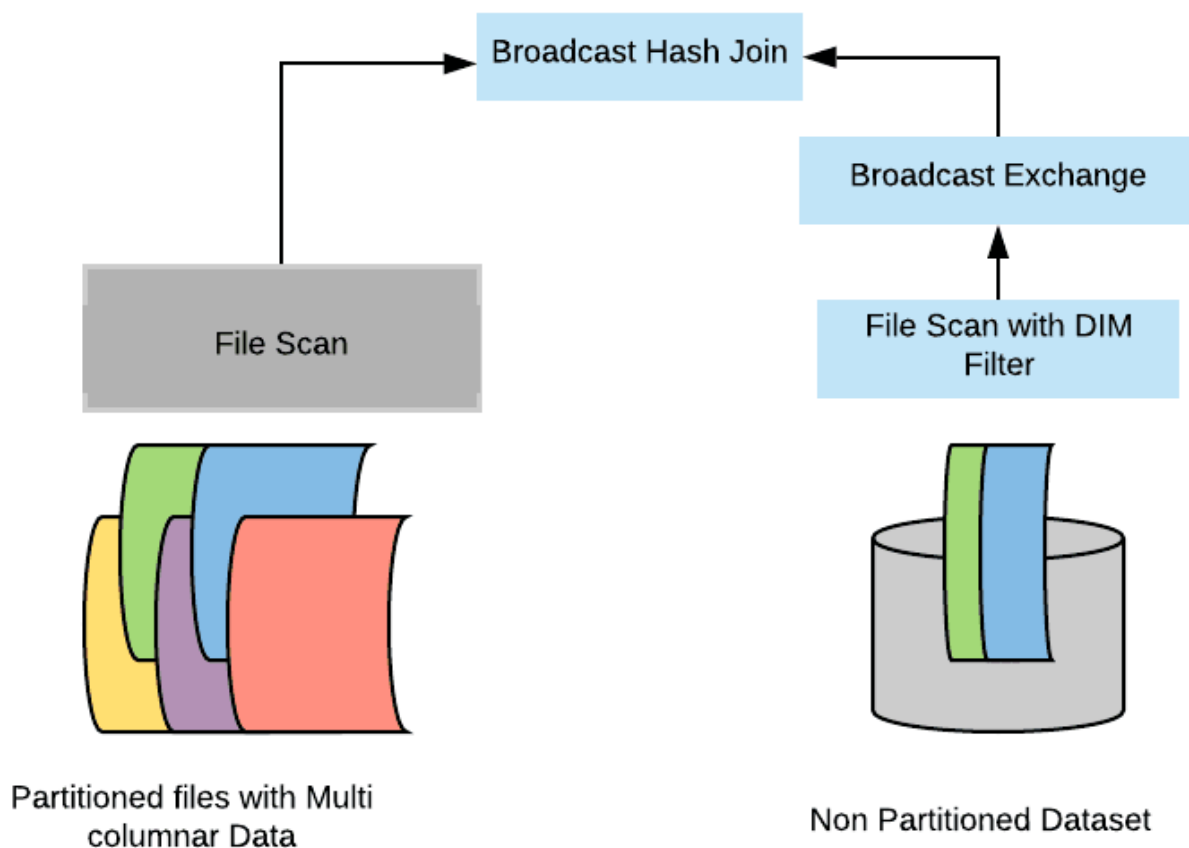 Broadcast Hash Join
Broadcast Exchange
File Scan
File Scan with DIM
Filter
Partitioned files with Multi
columnar Data
Non Partitioned Dataset